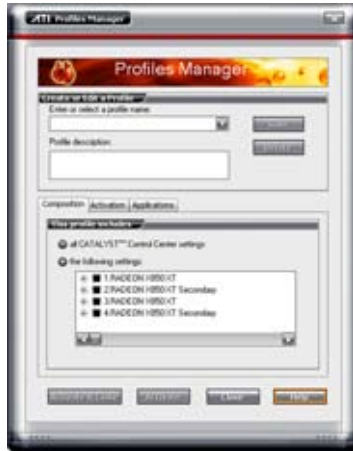 ATI Profiles Manager
Profiles Manager
Create or Edit a Profile
Enter or select a profile name:
Profile description:
Composition Activation Applications
This profile includes
all CATALYST™ Control Center settings
the following settings:
1.RADEON X850 XT
2.RADEON X850 XT Secondary
3.RADEON X850 XT
4.RADEON X850 XT Secondary
Close
Help